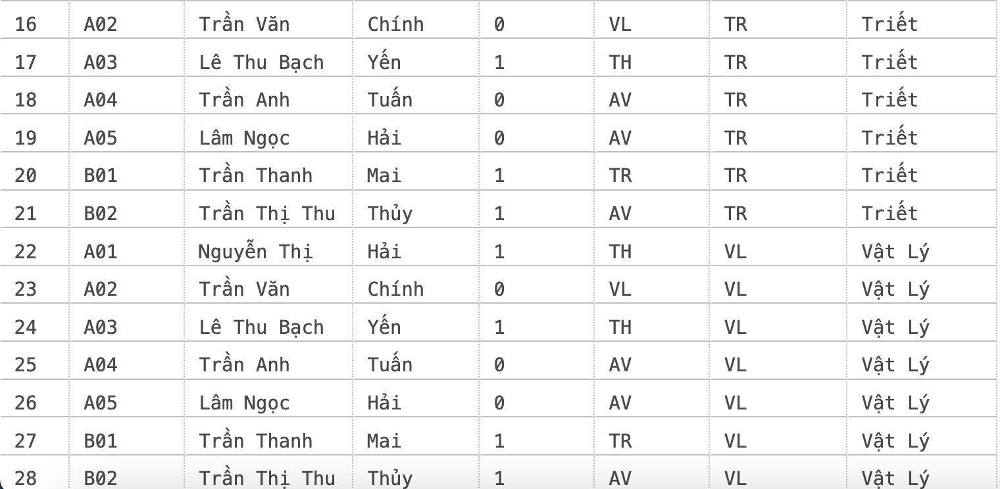 16 A02 Trần Văn Chính 0 VL TR Triết
17 A03 Lê Thu Bạch Yến 1 TH TR Triết
18 A04 Trần Anh Tuấn 0 AV TR Triết
19 A05 Lâm Ngọc Hải 0 AV TR Triết
20 B01 Trần Thanh Mai 1 TR TR Triết
21 B02 Trần Thị Thu Thủy 1 AV TR Triết
22 A01 Nguyễn Thị Hải 1 TH VL Vật Lý
23 A02 Trần Văn Chính 0 VL VL Vật Lý
24 A03 Lê Thu Bạch Yến 1 TH VL Vật Lý
25 A04 Trần Anh Tuấn 0 AV VL Vật Lý
26 A05 Lâm Ngọc Hải 0 AV VL Vật Lý
27 B01 Trần Thanh Mai 1 TR VL Vật Lý
28 B02 Trần Thị Thu Thủy 1 AV VL Vật Lý